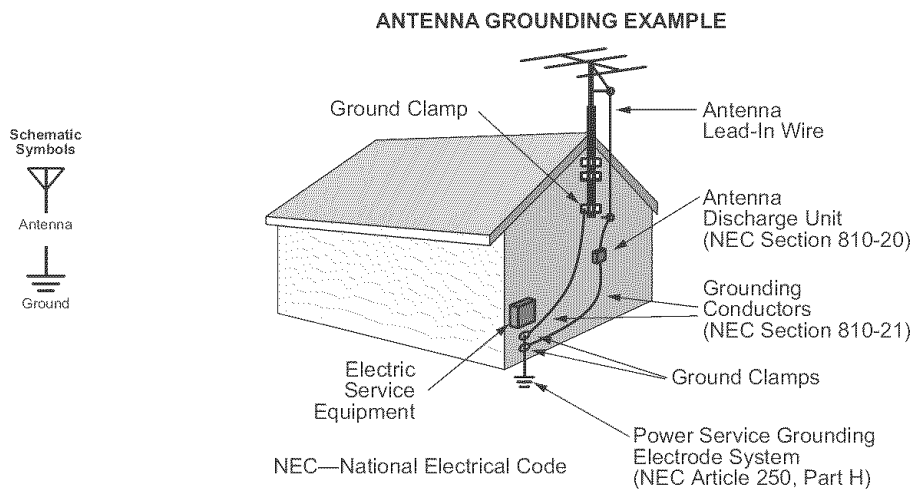 ANTENNA GROUNDING EXAMPLE
Schematic
Symbols
Antenna
Ground
Ground Clamp
Antenna
Lead-In Wire
Antenna
Discharge Unit
(NEC Section 810-20)
Grounding
Conductors
(NEC Section 810-21)
Electric
Service
Equipment
Ground Clamps
Power Service Grounding
Electrode System
(NEC Article 250, Part H)
NEC—National Electrical Code